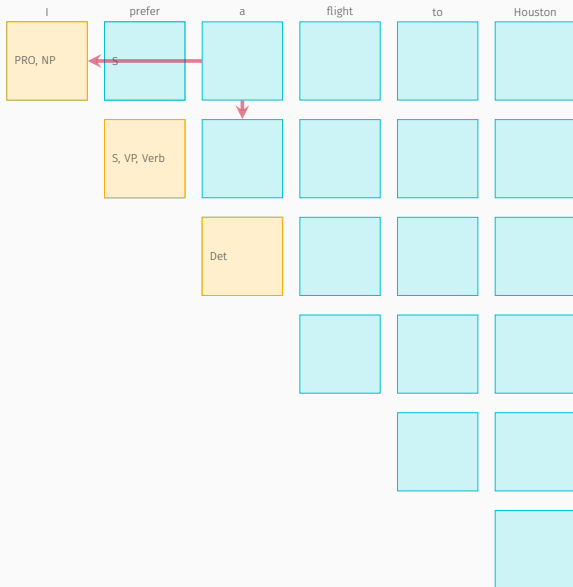 I prefer a flight to Houston
PRO, NP S
S, VP, Verb
Det